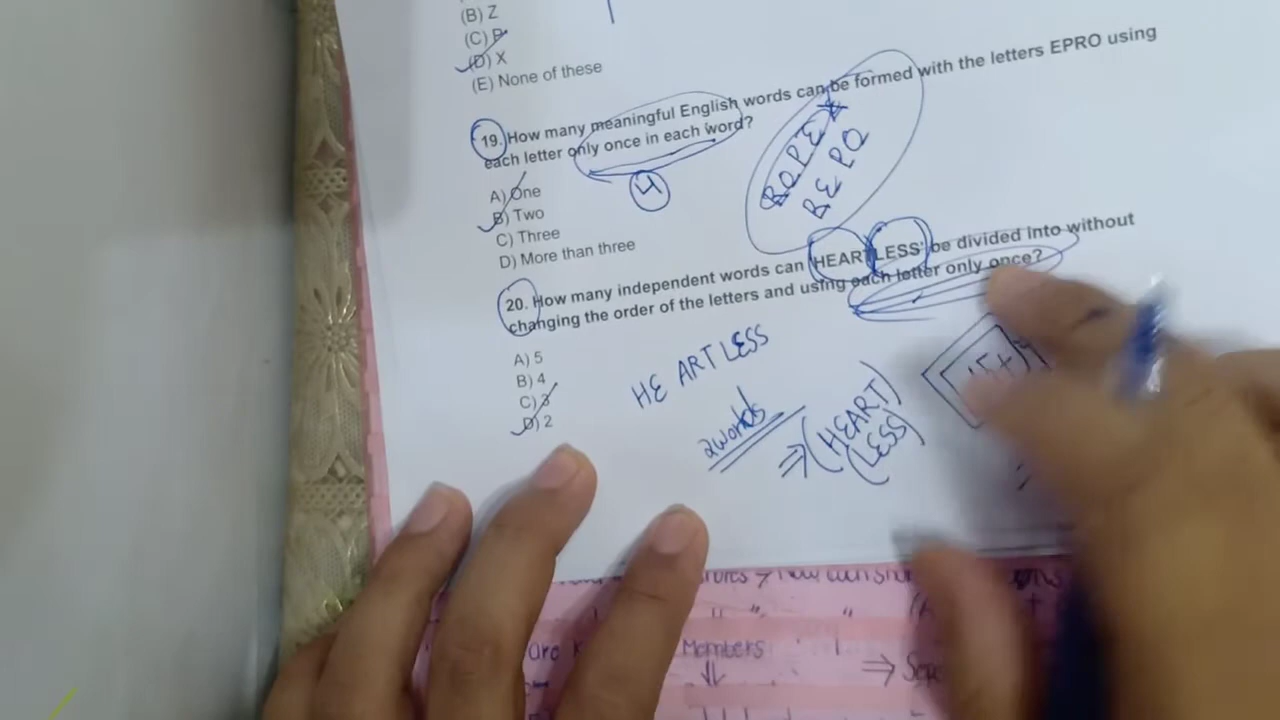 (B) Z
(C) P
(D) X
(E) None of these
19. How many meaningful English words can be formed with the letters EPRO using
each letter only once in each word?
A) One
B) Two
C) Three
D) More than three
4
ROPE
REPO
20. How many independent words can 'HEARTLESS' be divided into without
changing the order of the letters and using each letter only once?
A) 5
B) 4
C) 3
D) 2
HE ART LESS
2 words
⇒ (HEART)
(LESS)
Members
⇒